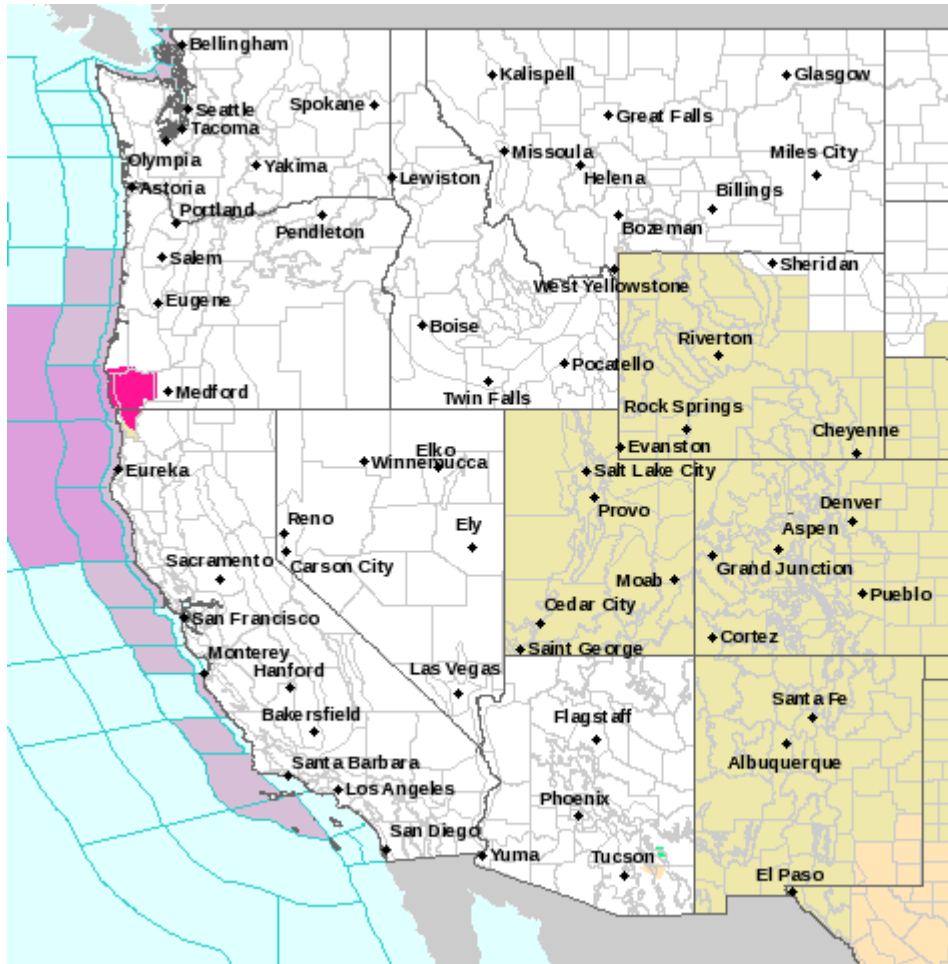 Bellingham
Kalispell
Glasgow
Spokane
Seattle
Great Falls
Tacoma
Olympia
Missoula
Miles City
Yakima
Helena
Lewiston
Astoria
Billings
Portland
Pendleton
Bozeman
Salem
Sheridan
West Yellowstone
Eugene
Boise
Riverton
Pocatello
Medford
Twin Falls
Rock Springs
Cheyenne
Elko
Evanston
Winnemucca
Eureka
Salt Lake City
Denver
Provo
Reno
Ely
Aspen
Sacramento
Carson City
Grand Junction
Moab
Pueblo
Cedar City
San Francisco
Cortez
Saint George
Monterey
Hanford
Las Vegas
Santa Fe
Flagstaff
Bakersfield
Albuquerque
Santa Barbara
Los Angeles
Phoenix
San Diego
Yuma
Tucson
El Paso